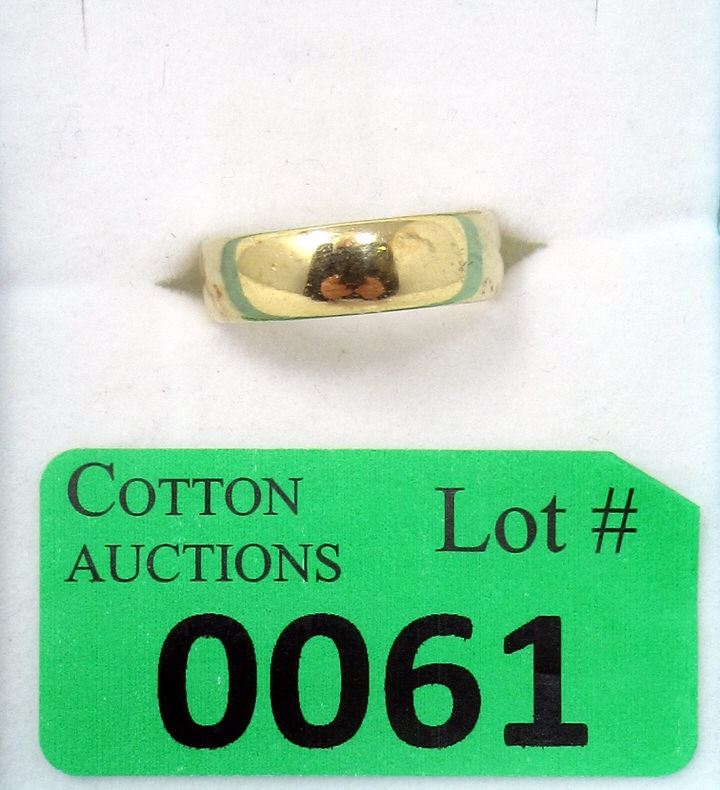 COTTON
AUCTIONS
Lot #
0061